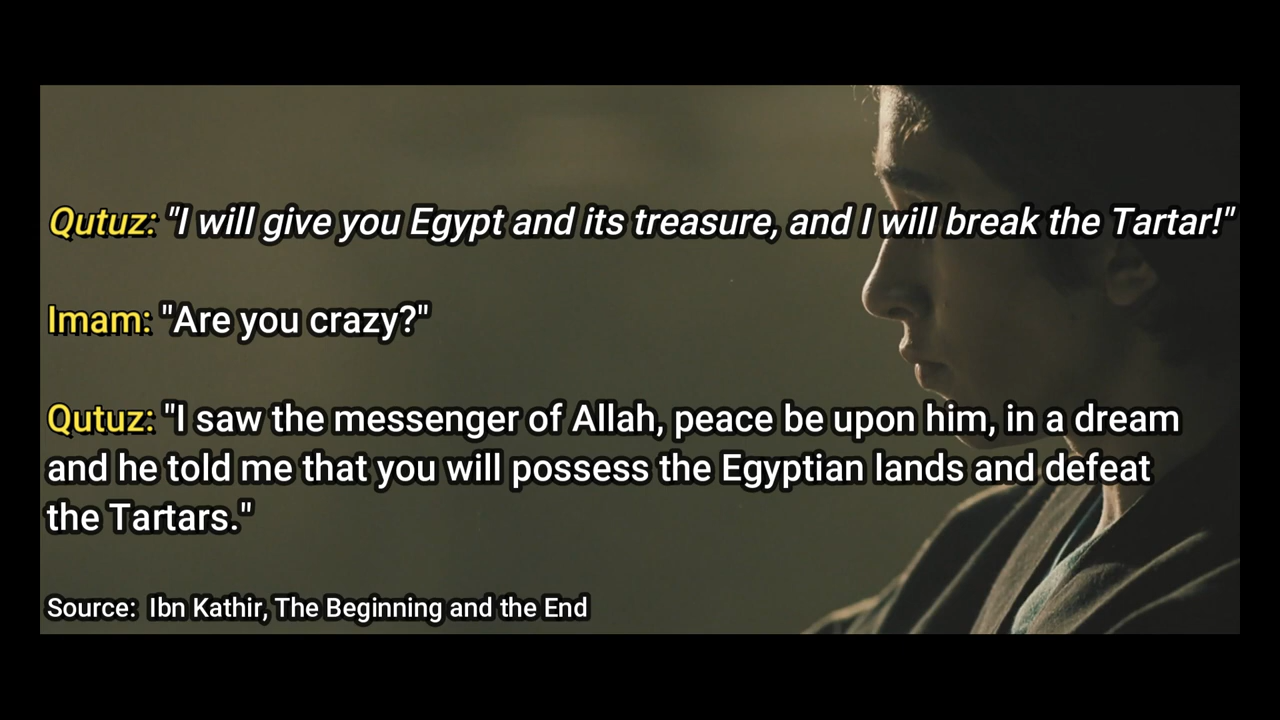 Qutuz: "I will give you Egypt and its treasure, and I will break the Tartar!"
Imam: "Are you crazy?"
Qutuz: "I saw the messenger of Allah, peace be upon him, in a dream
and he told me that you will possess the Egyptian lands and defeat
the Tartars."
Source: Ibn Kathir, The Beginning and the End